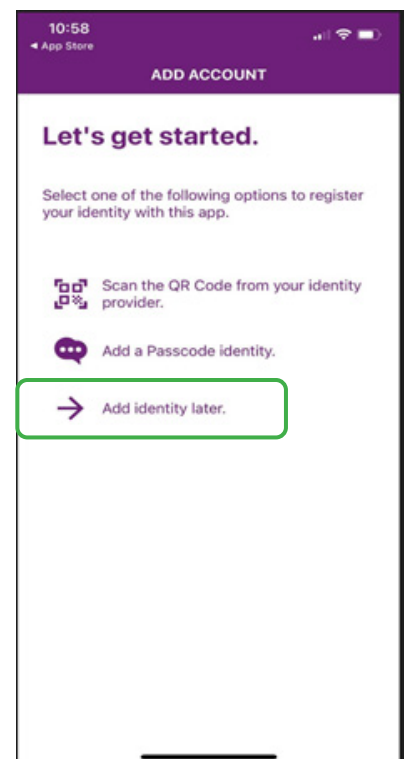 10:58
◀ App Store
ADD ACCOUNT
Let's get started.
Select one of the following options to register
your identity with this app.
Scan the QR Code from your identity
provider.
Add a Passcode identity.
Add identity later.